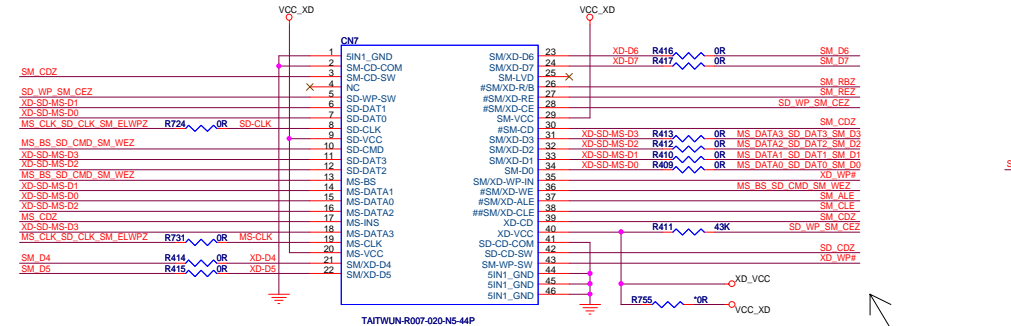 VCC_XD
VCC_XD
CN7
1 5IN1_GND
2 SM-CD-COM
SM_CDZ 3 SM-CD-SW
4 NC
SD_WP_SM_CEZ 5 SD-WP-SW
XD-SD-MS-D1 6 SD-DAT1
XD-SD-MS-D0 7 SD-DAT0
MS_CLK_SD_CLK_SM_ELWPZ R724 0R SD-CLK 8 SD-CLK
9 SD-VCC
MS_BS_SD_CMD_SM_WEZ 10 SD-CMD
XD-SD-MS-D3 11 SD-DAT3
XD-SD-MS-D2 12 SD-DAT2
MS_BS_SD_CMD_SM_WEZ 13 MS-BS
XD-SD-MS-D1 14 MS-DATA1
XD-SD-MS-D0 15 MS-DATA0
XD-SD-MS-D2 16 MS-DATA2
MS_CDZ 17 MS-INS
XD-SD-MS-D3 18 MS-DATA3
MS_CLK_SD_CLK_SM_ELWPZ R731 0R MS-CLK 19 MS-CLK
20 MS-VCC
SM_D4 R414 0R XD-D4 21 SM/XD-D4
SM_D5 R415 0R XD-D5 22 SM/XD-D5
SM/XD-D6 23 XD-D6 R416 0R SM_D6
SM/XD-D7 24 XD-D7 R417 0R SM_D7
SM-LVD 25
#SM/XD-R/B 26 SM_RBZ
#SM/XD-RE 27 SM_REZ
#SM/XD-CE 28 SD_WP_SM_CEZ
SM-VCC 29
#SM-CD 30 SM_CDZ
SM/XD-D3 31 XD-SD-MS-D3 R413 0R MS_DATA3_SD_DAT3_SM_D3
SM/XD-D2 32 XD-SD-MS-D2 R412 0R MS_DATA2_SD_DAT2_SM_D2
SM/XD-D1 33 XD-SD-MS-D1 R410 0R MS_DATA1_SD_DAT1_SM_D1
SM-D0 34 XD-SD-MS-D0 R409 0R MS_DATA0_SD_DAT0_SM_D0
SM/XD-WP-IN 35 XD_WP#
#SM/XD-WE 36 MS_BS_SD_CMD_SM_WEZ
#SM/XD-ALE 37 SM_ALE
##SM/XD-CLE 38 SM_CLE
XD-CD 39 SM_CDZ
XD-VCC 40 R411 43K SD_WP_SM_CEZ
SD-CD-COM 41
SD-CD-SW 42 SD_CDZ
SM-WP-SW 43 XD_WP#
5IN1_GND 44
5IN1_GND 45
5IN1_GND 46
XD_VCC
R755 *0R
VCC_XD
TAITWUN-R007-020-N5-44P